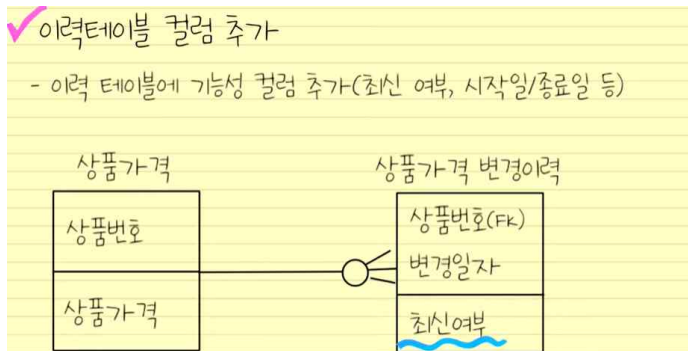 이력테이블 컬럼 추가
- 이력 테이블에 기능성 컬럼 추가(최신 여부, 시작일/종료일 등)
상품가격
상품번호
상품가격
상품가격 변경이력
상품번호(FK)
변경일자
최신여부